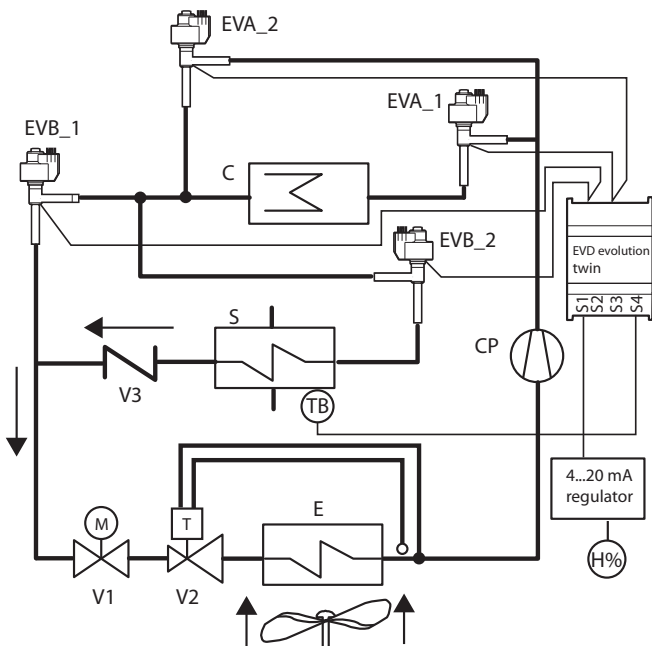 EVA_2
EVA_1
EVB_1
C
EVB_2
EVD evolution
twin
S1
S2
S3
S4
S
CP
V3
TB
4...20 mA
regulator
E
M
T
H%
V1
V2